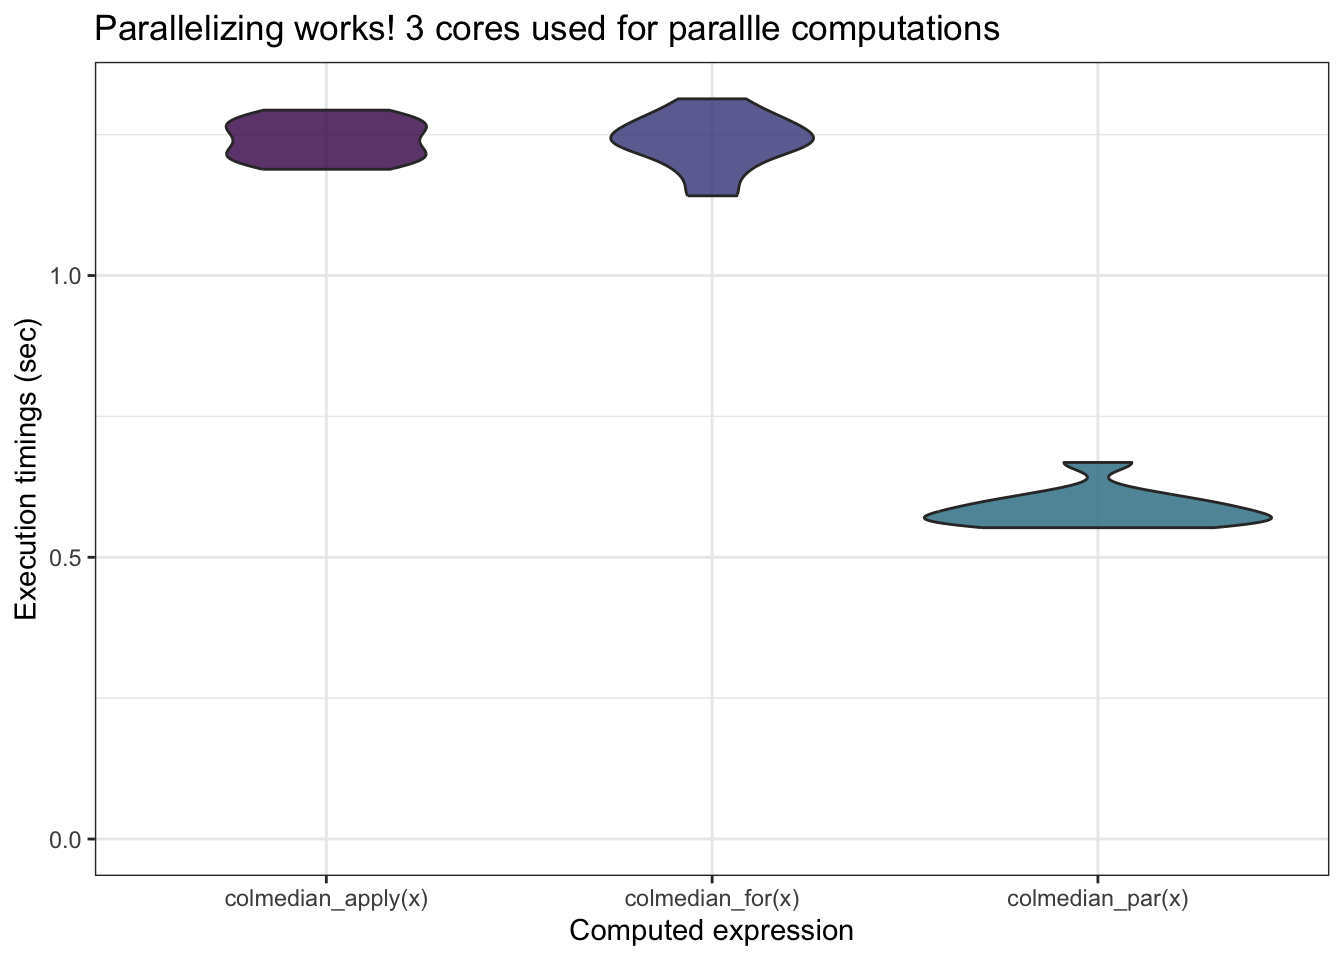 Parallelizing works! 3 cores used for parallle computations
Execution timings (sec)
1.0
0.5
0.0
colmedian_apply(x) colmedian_for(x) colmedian_par(x)
Computed expression